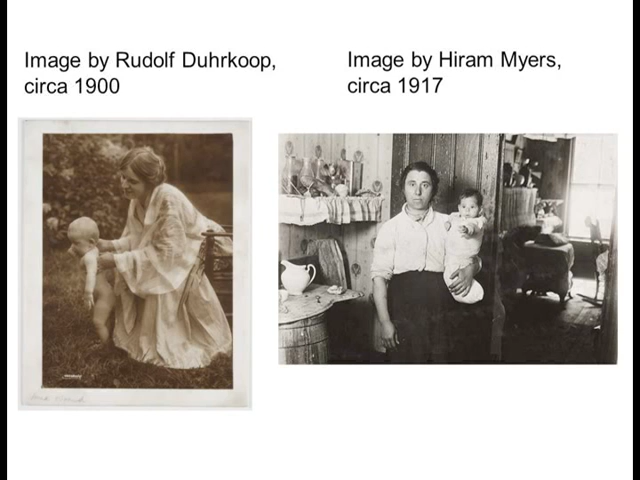 Image by Rudolf Duhrkoop,
circa 1900
Image by Hiram Myers,
circa 1917